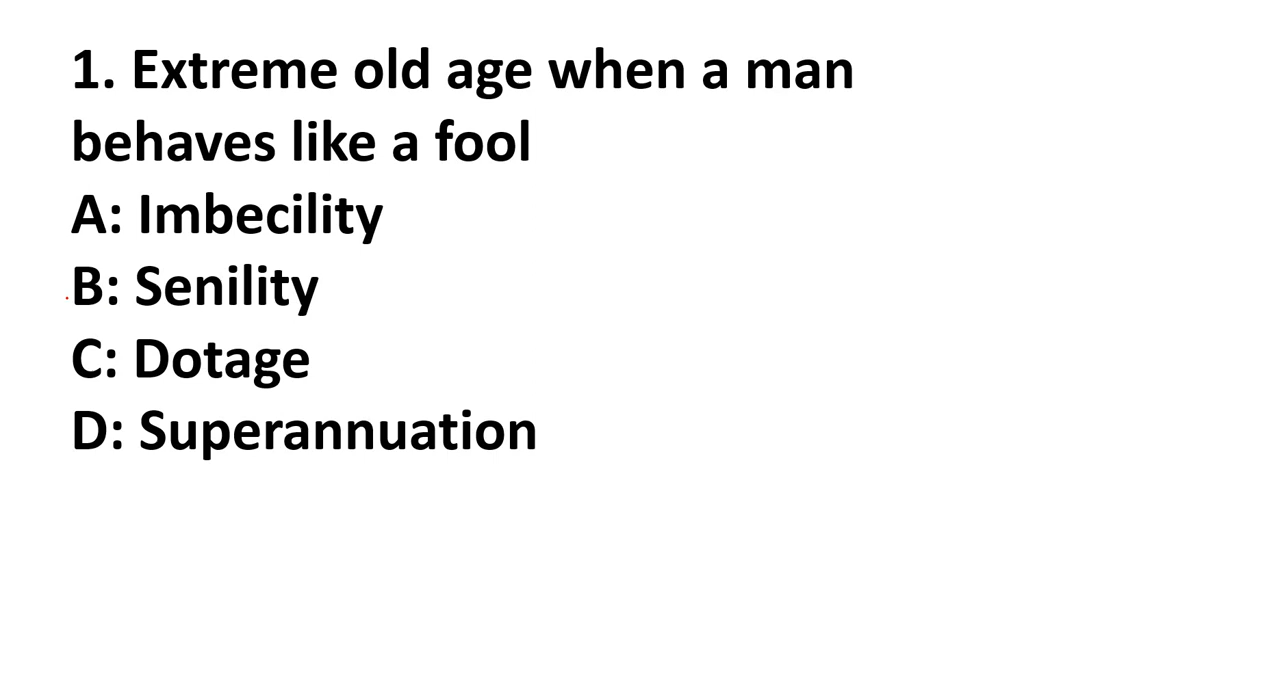 1. Extreme old age when a man
behaves like a fool
A: Imbecility
B: Senility
C: Dotage
D: Superannuation